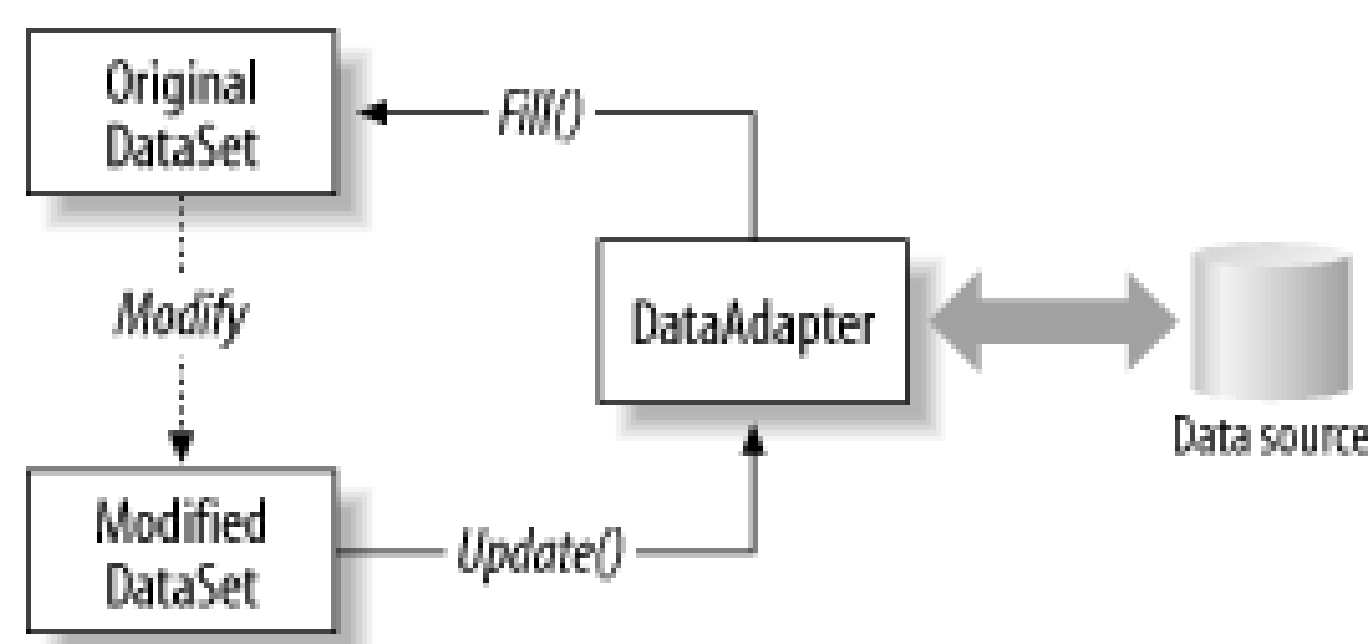 Original
DataSet
Fill()
Modify
DataAdapter
Data source
Modified
DataSet
Update()